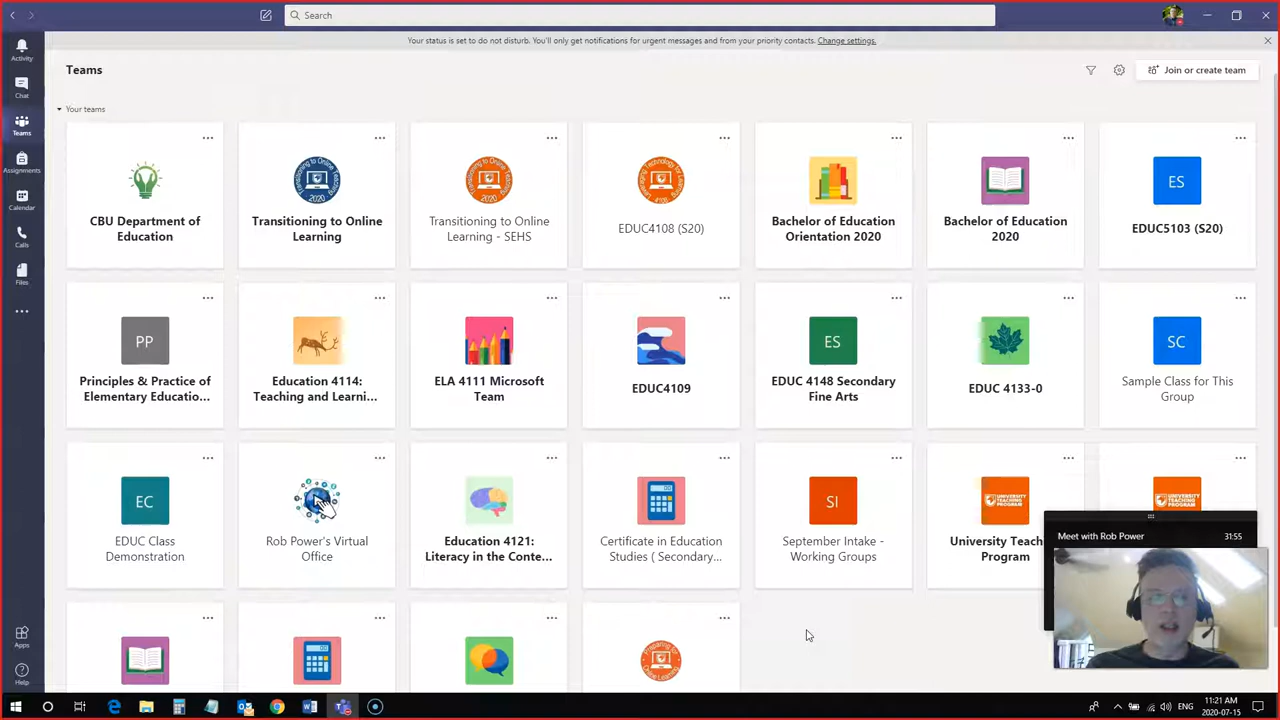 Search
Your status is set to do not disturb. You'll only get notifications for urgent messages and from your priority contacts. Change settings.
Activity
Chat
Teams
Assignments
Calendar
Calls
Files
Apps
Help
Teams
Join or create team
Your teams
CBU Department of
Education
Transitioning to Online
Learning
Transitioning to Online
Learning - SEHS
EDUC4108 (S20)
Bachelor of Education
Orientation 2020
Bachelor of Education
2020
ES
EDUC5103 (S20)
PP
Principles & Practice of
Elementary Educatio...
Education 4114:
Teaching and Learni...
ELA 4111 Microsoft
Team
EDUC4109
ES
EDUC 4148 Secondary
Fine Arts
EDUC 4133-0
SC
Sample Class for This
Group
EC
EDUC Class
Demonstration
Rob Power's Virtual
Office
Education 4121:
Literacy in the Conte...
Certificate in Education
Studies ( Secondary...
SI
September Intake -
Working Groups
UNIVERSITY
TEACHING
PROGRAM
University Teach
Program
UNIVERSITY
TEACHING
PROGRAM
Meet with Rob Power
31:55
ENG
11:21 AM
2020-07-15